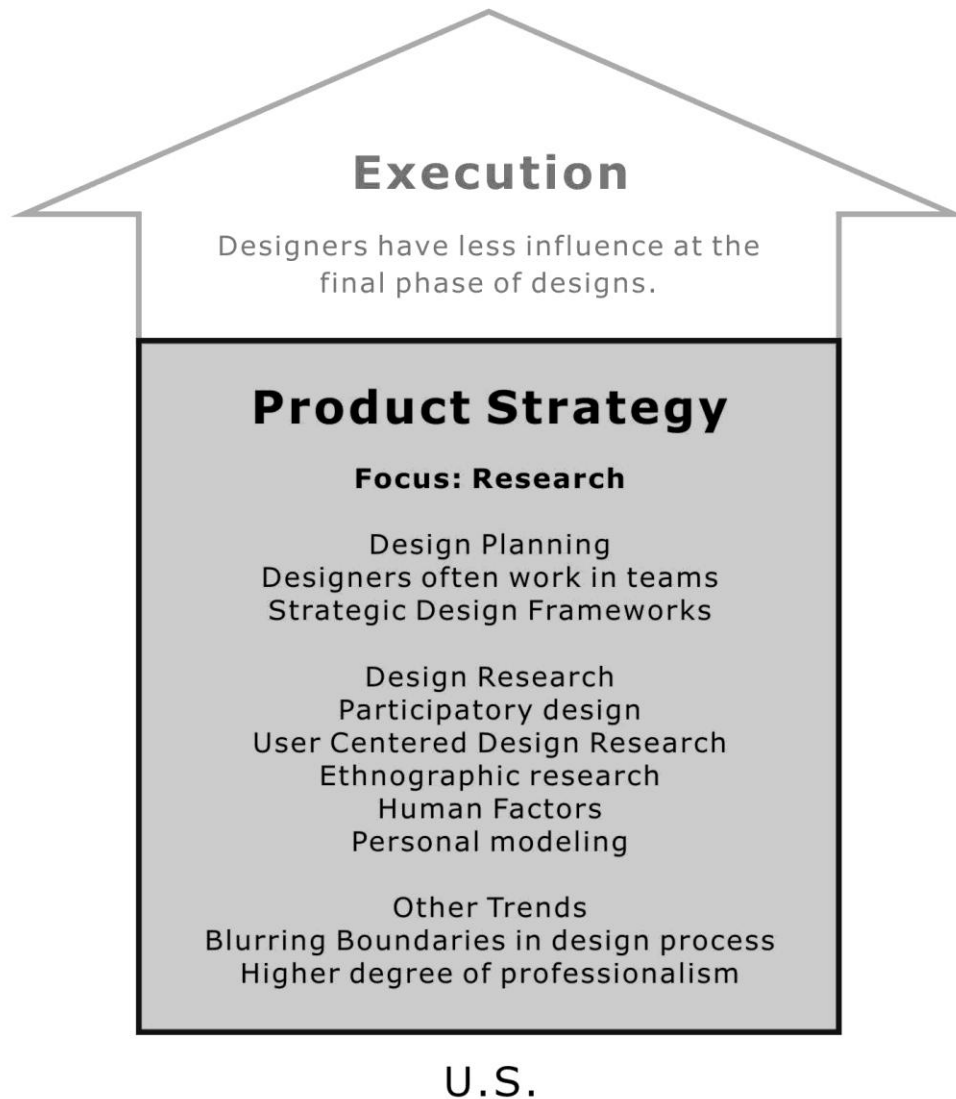 Execution
Designers have less influence at the
final phase of designs.
Product Strategy
Focus: Research
Design Planning
Designers often work in teams
Strategic Design Frameworks
Design Research
Participatory design
User Centered Design Research
Ethnographic research
Human Factors
Personal modeling
Other Trends
Blurring Boundaries in design process
Higher degree of professionalism
U.S.